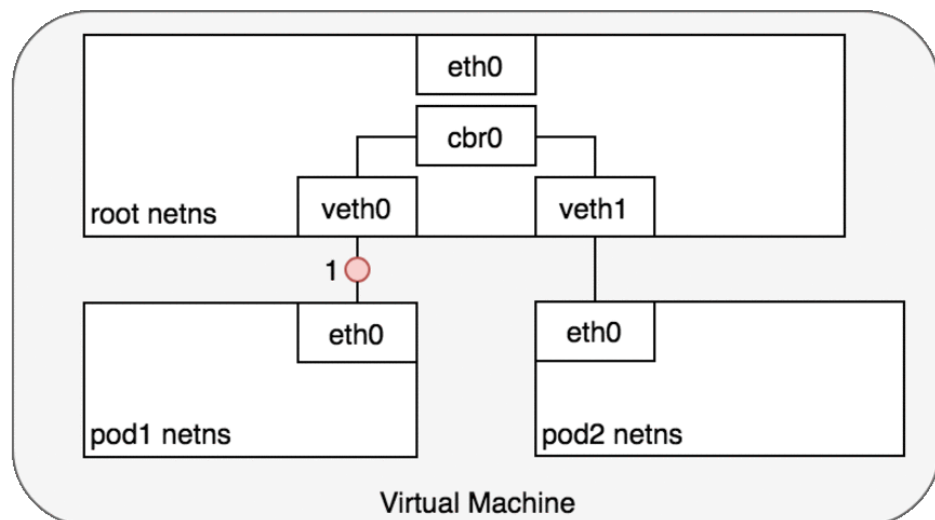 eth0
cbr0
veth0
veth1
root netns
1
eth0
eth0
pod1 netns
pod2 netns
Virtual Machine